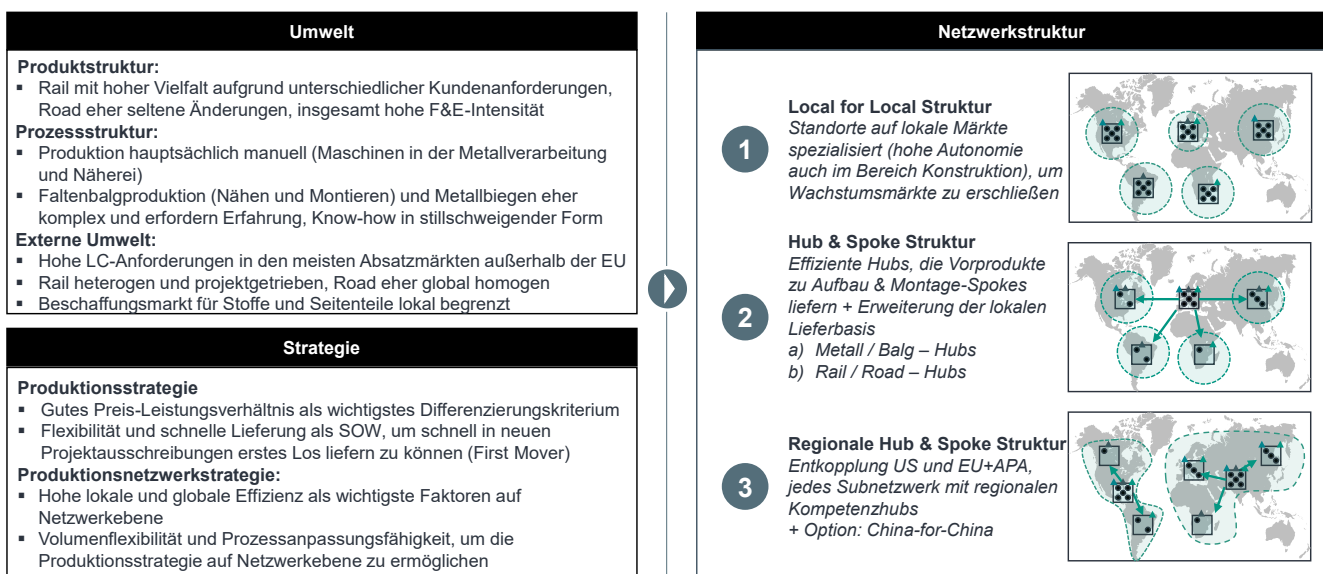 Umwelt
Produktstruktur:
▪ Rail mit hoher Vielfalt aufgrund unterschiedlicher Kundenanforderungen,
Road eher seltene Änderungen, insgesamt hohe F&E-Intensität
Prozessstruktur:
▪ Produktion hauptsächlich manuell (Maschinen in der Metallverarbeitung
und Näherei)
▪ Faltenbalgproduktion (Nähen und Montieren) und Metallbiegen eher
komplex und erfordern Erfahrung, Know-how in stillschweigender Form
Externe Umwelt:
▪ Hohe LC-Anforderungen in den meisten Absatzmärkten außerhalb der EU
▪ Rail heterogen und projektgetrieben, Road eher global homogen
▪ Beschaffungsmarkt für Stoffe und Seitenteile lokal begrenzt
Strategie
Produktionsstrategie
▪ Gutes Preis-Leistungsverhältnis als wichtigstes Differenzierungskriterium
▪ Flexibilität und schnelle Lieferung als SOW, um schnell in neuen
Projektausschreibungen erstes Los liefern zu können (First Mover)
Produktionsnetzwerkstrategie:
▪ Hohe lokale und globale Effizienz als wichtigste Faktoren auf
Netzwerkebene
▪ Volumenflexibilität und Prozessanpassungsfähigkeit, um die
Produktionsstrategie auf Netzwerkebene zu ermöglichen
Netzwerkstruktur
1
Local for Local Struktur
Standorte auf lokale Märkte
spezialisiert (hohe Autonomie
auch im Bereich Konstruktion), um
Wachstumsmärkte zu erschließen
2
Hub & Spoke Struktur
Effiziente Hubs, die Vorprodukte
zu Aufbau & Montage-Spokes
liefern + Erweiterung der lokalen
Lieferbasis
a) Metall / Balg – Hubs
b) Rail / Road – Hubs
3
Regionale Hub & Spoke Struktur
Entkopplung US und EU+APA,
jedes Subnetzwerk mit regionalen
Kompetenzhubs
+ Option: China-for-China